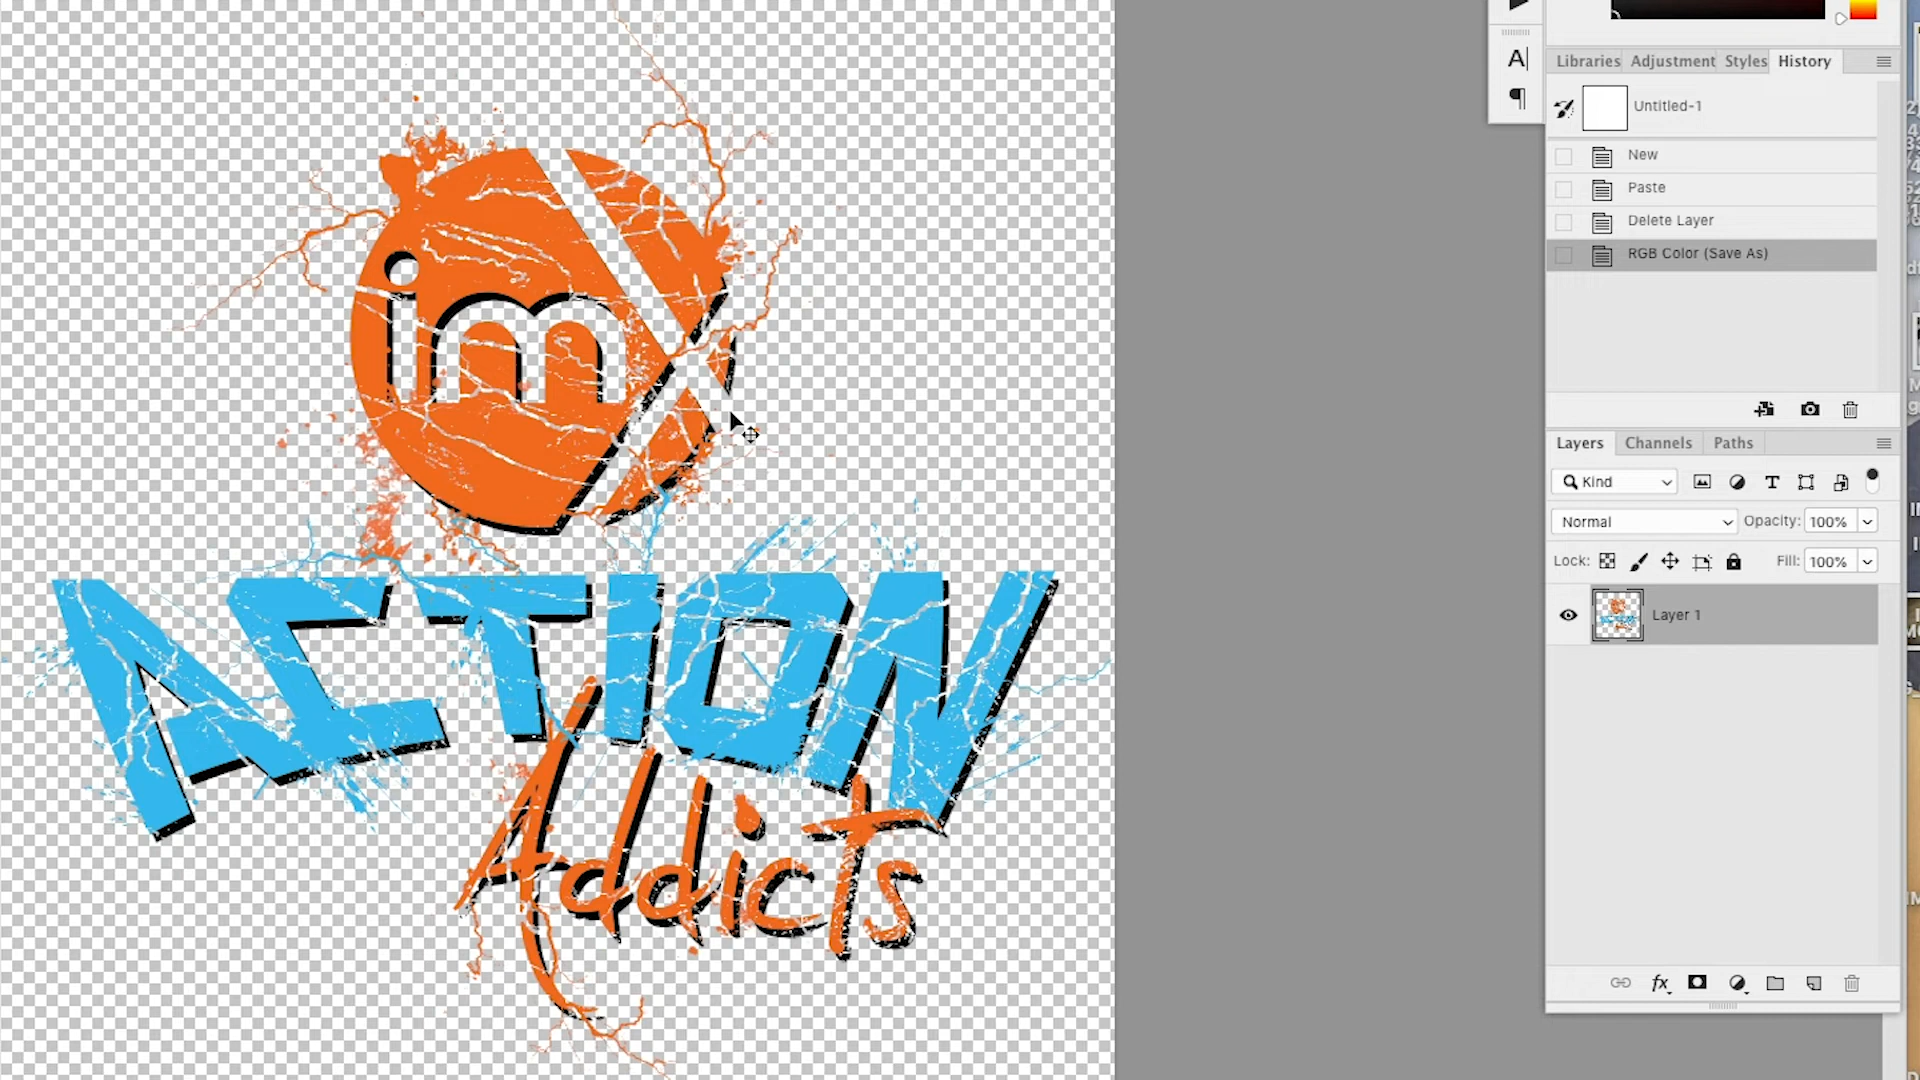 im
ACTION
Addicts
A|
¶
Libraries Adjustment Styles History
Untitled-1
New
Paste
Delete Layer
RGB Color (Save As)
Layers Channels Paths
Kind
T
Normal Opacity: 100%
Lock: Fill: 100%
Layer 1
fx